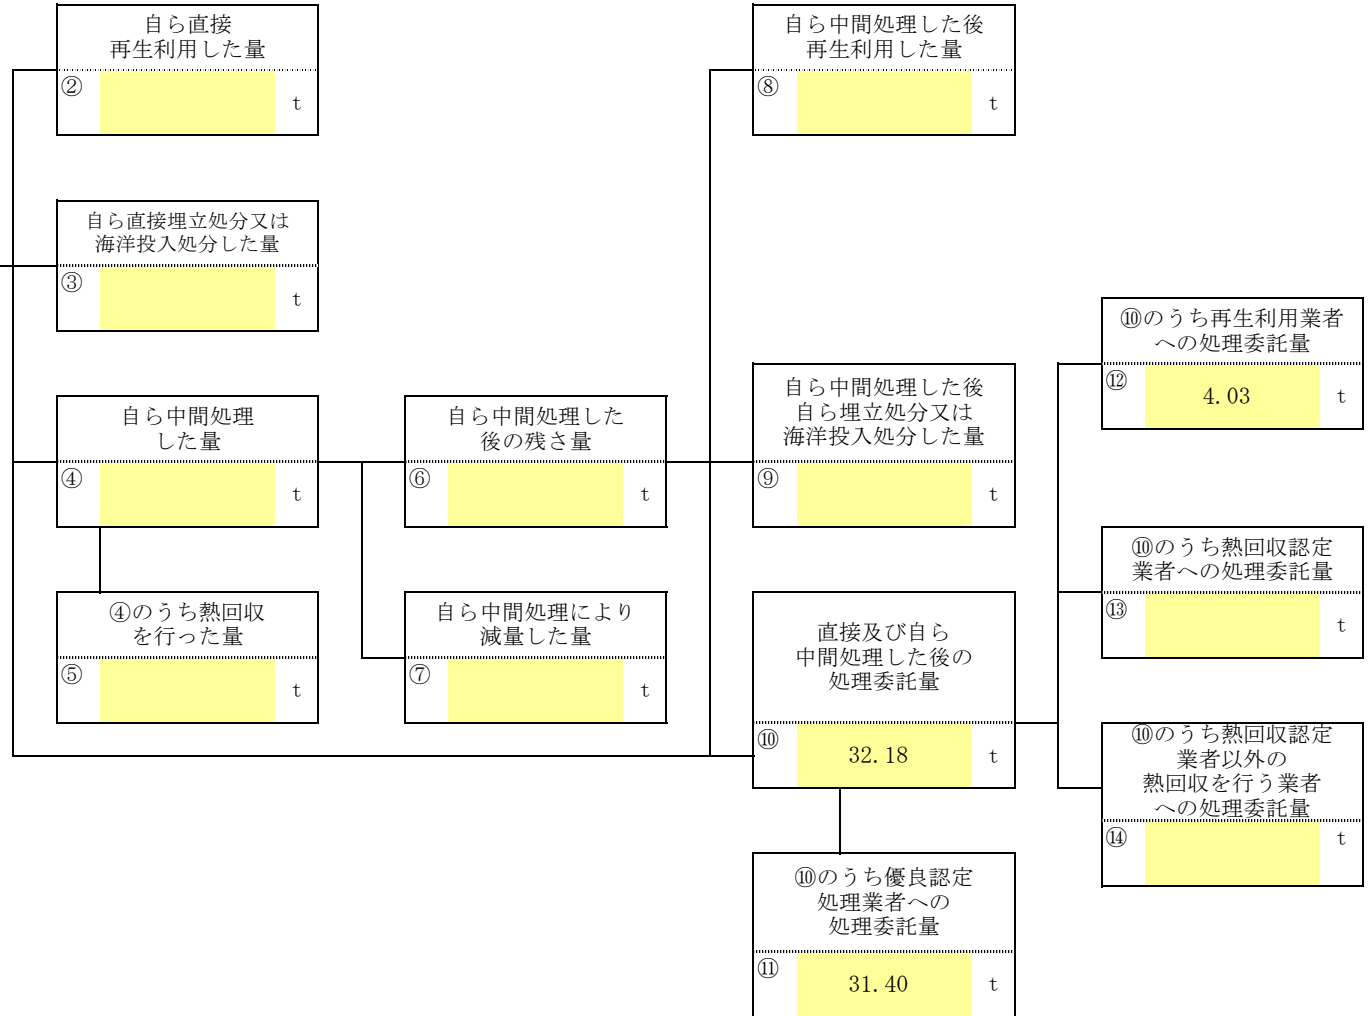 自ら直接
再生利用した量
②
t
自ら中間処理した後
再生利用した量
⑧
t
自ら直接埋立処分又は
海洋投入処分した量
③
t
⑩のうち再生利用業者
への処理委託量
⑫
4.03
t
自ら中間処理
した量
④
t
自ら中間処理した
後の残さ量
⑥
t
自ら中間処理した後
自ら埋立処分又は
海洋投入処分した量
⑨
t
⑩のうち熱回収認定
業者への処理委託量
⑬
t
④のうち熱回収
を行った量
⑤
t
自ら中間処理により
減量した量
⑦
t
直接及び自ら
中間処理した後の
処理委託量
⑩
32.18
t
⑩のうち熱回収認定
業者以外の
熱回収を行う業者
への処理委託量
⑭
t
⑩のうち優良認定
処理業者への
処理委託量
⑪
31.40
t